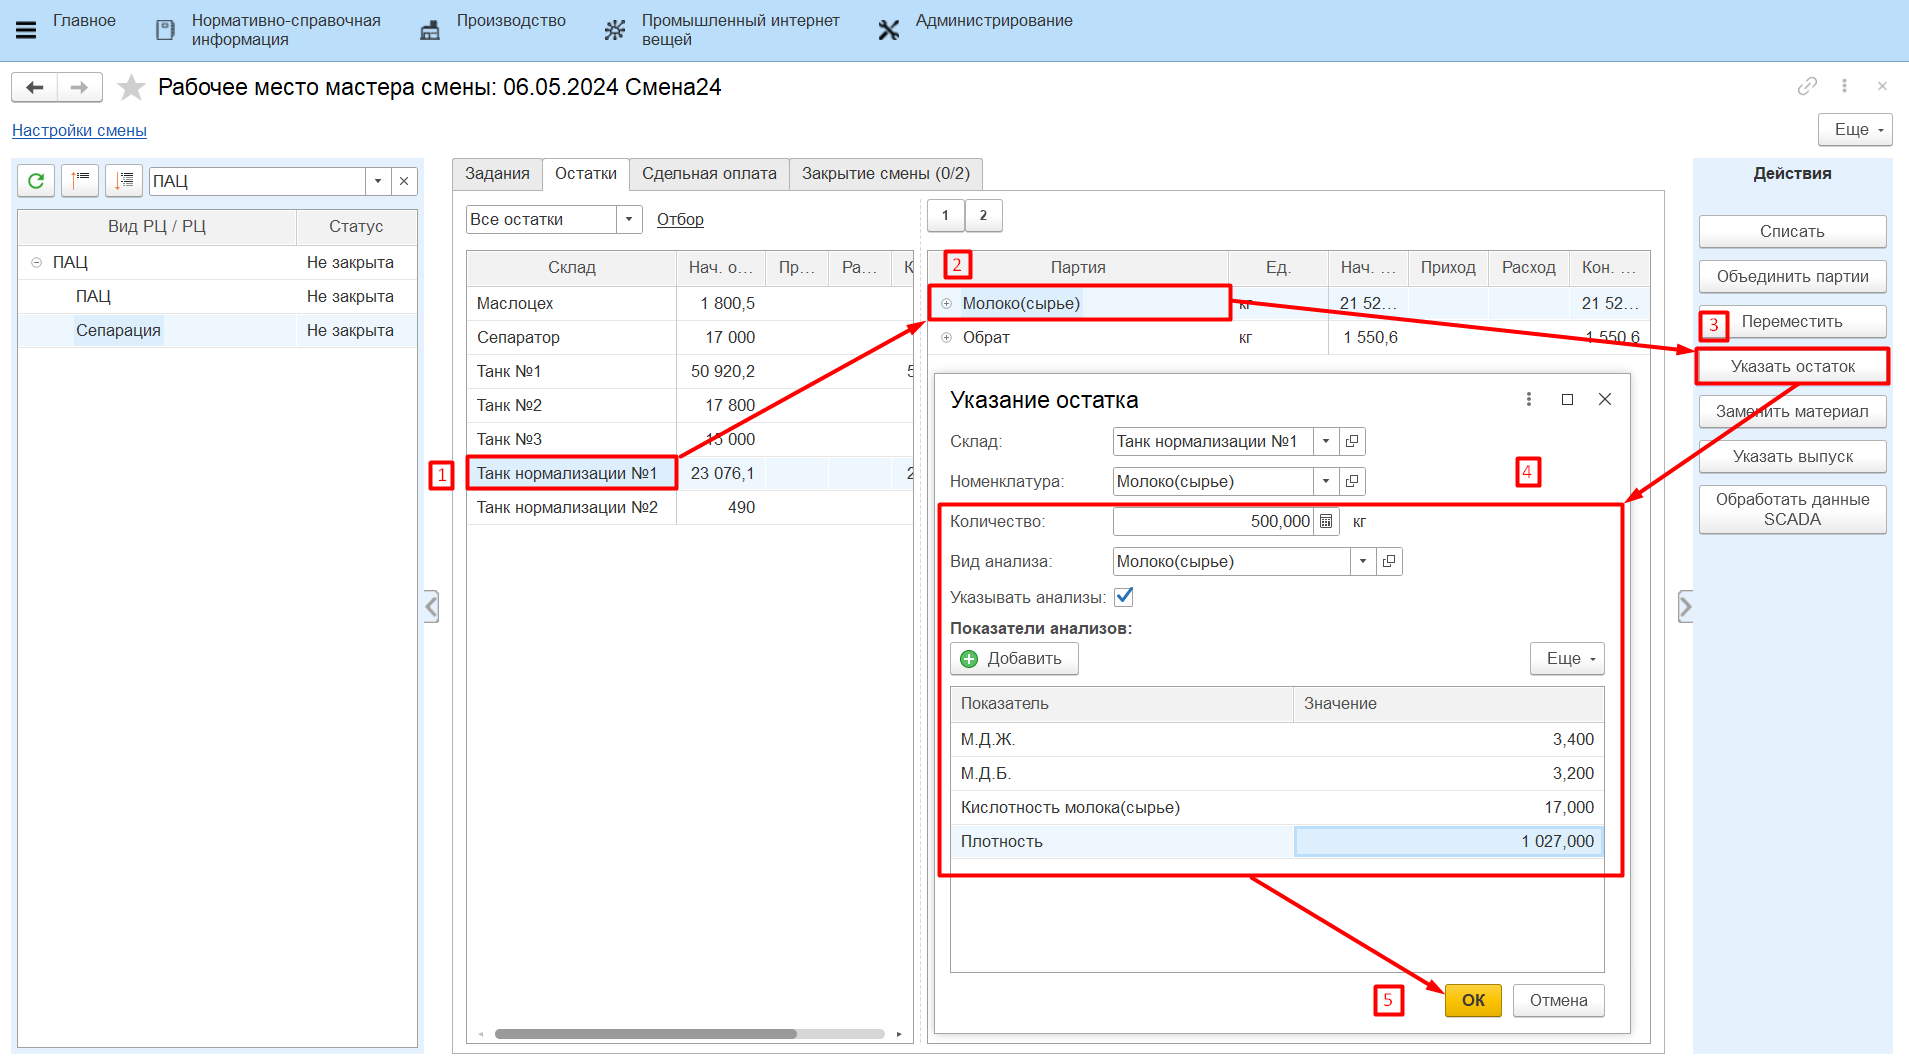 Главное
Нормативно-справочная
информация
Производство
Промышленный интернет
вещей
Администрирование
Рабочее место мастера смены: 06.05.2024 Смена24
Настройки смены
Еще
ПАЦ
Вид РЦ / РЦ Статус
ПАЦ Не закрыта
ПАЦ Не закрыта
Сепарация Не закрыта
Задания Остатки Сдельная оплата Закрытие смены (0/2)
Все остатки Отбор
Склад Нач. о... Пр... Ра... К
Маслоцех 1 800,5
Сепаратор 17 000
Танк №1 50 920,2 5
Танк №2 17 800
Танк №3 15 000
1 Танк нормализации №1 23 076,1 2
Танк нормализации №2 490
1 2
2 Партия Ед. Нач. ... Приход Расход Кон. ...
Молоко(сырье) кг 21 52... 21 52...
Обрат кг 1 550,6 1 550,6
Указание остатка
Склад: Танк нормализации №1
Номенклатура: Молоко(сырье)
4
Количество: 500,000 кг
Вид анализа: Молоко(сырье)
Указывать анализы:
Показатели анализов:
Добавить Еще
Показатель Значение
М.Д.Ж. 3,400
М.Д.Б. 3,200
Кислотность молока(сырье) 17,000
Плотность 1 027,000
5 ОК Отмена
Действия
Списать
Объединить партии
3 Переместить
Указать остаток
Заменить материал
Указать выпуск
Обработать данные
SCADA